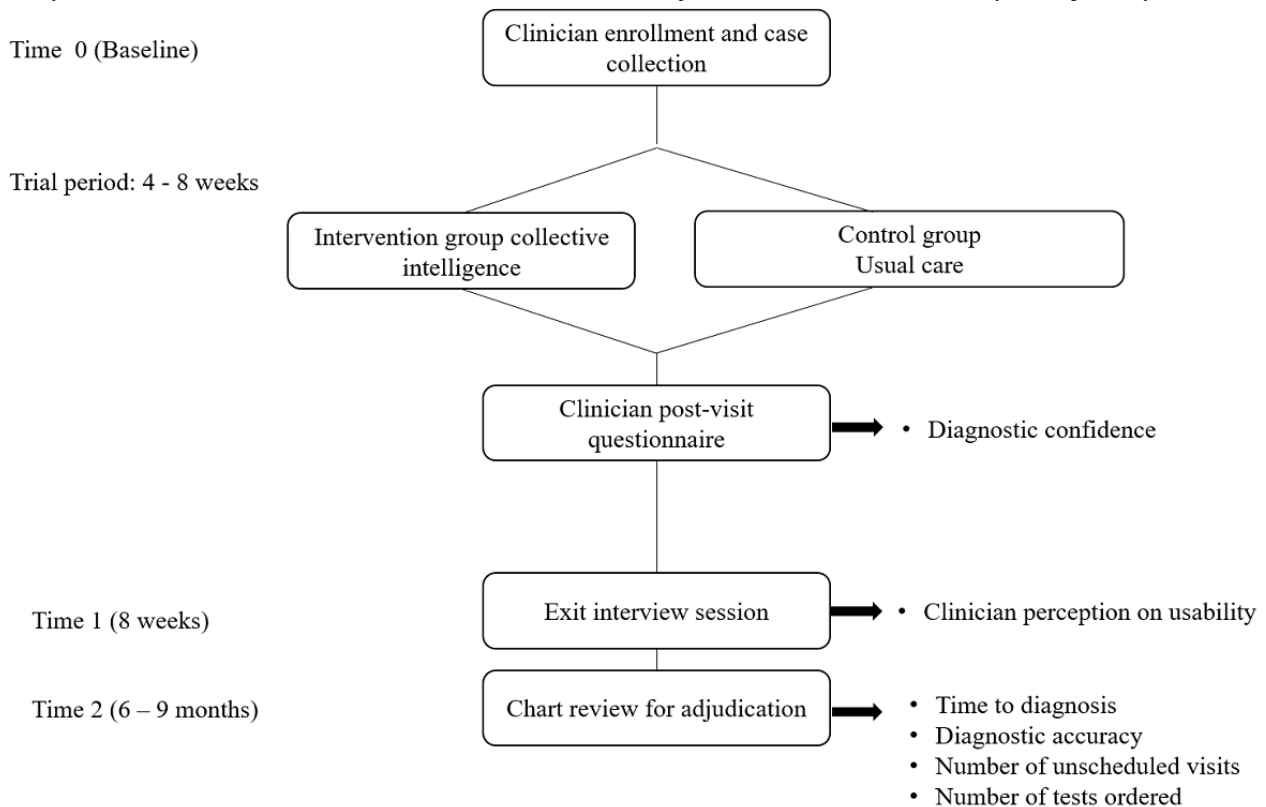 Time 0 (Baseline)
Clinician enrollment and case
collection
Trial period: 4 - 8 weeks
Intervention group collective
intelligence
Control group
Usual care
Clinician post-visit
questionnaire
• Diagnostic confidence
Time 1 (8 weeks)
Exit interview session
• Clinician perception on usability
Time 2 (6 – 9 months)
Chart review for adjudication
• Time to diagnosis
• Diagnostic accuracy
• Number of unscheduled visits
• Number of tests ordered